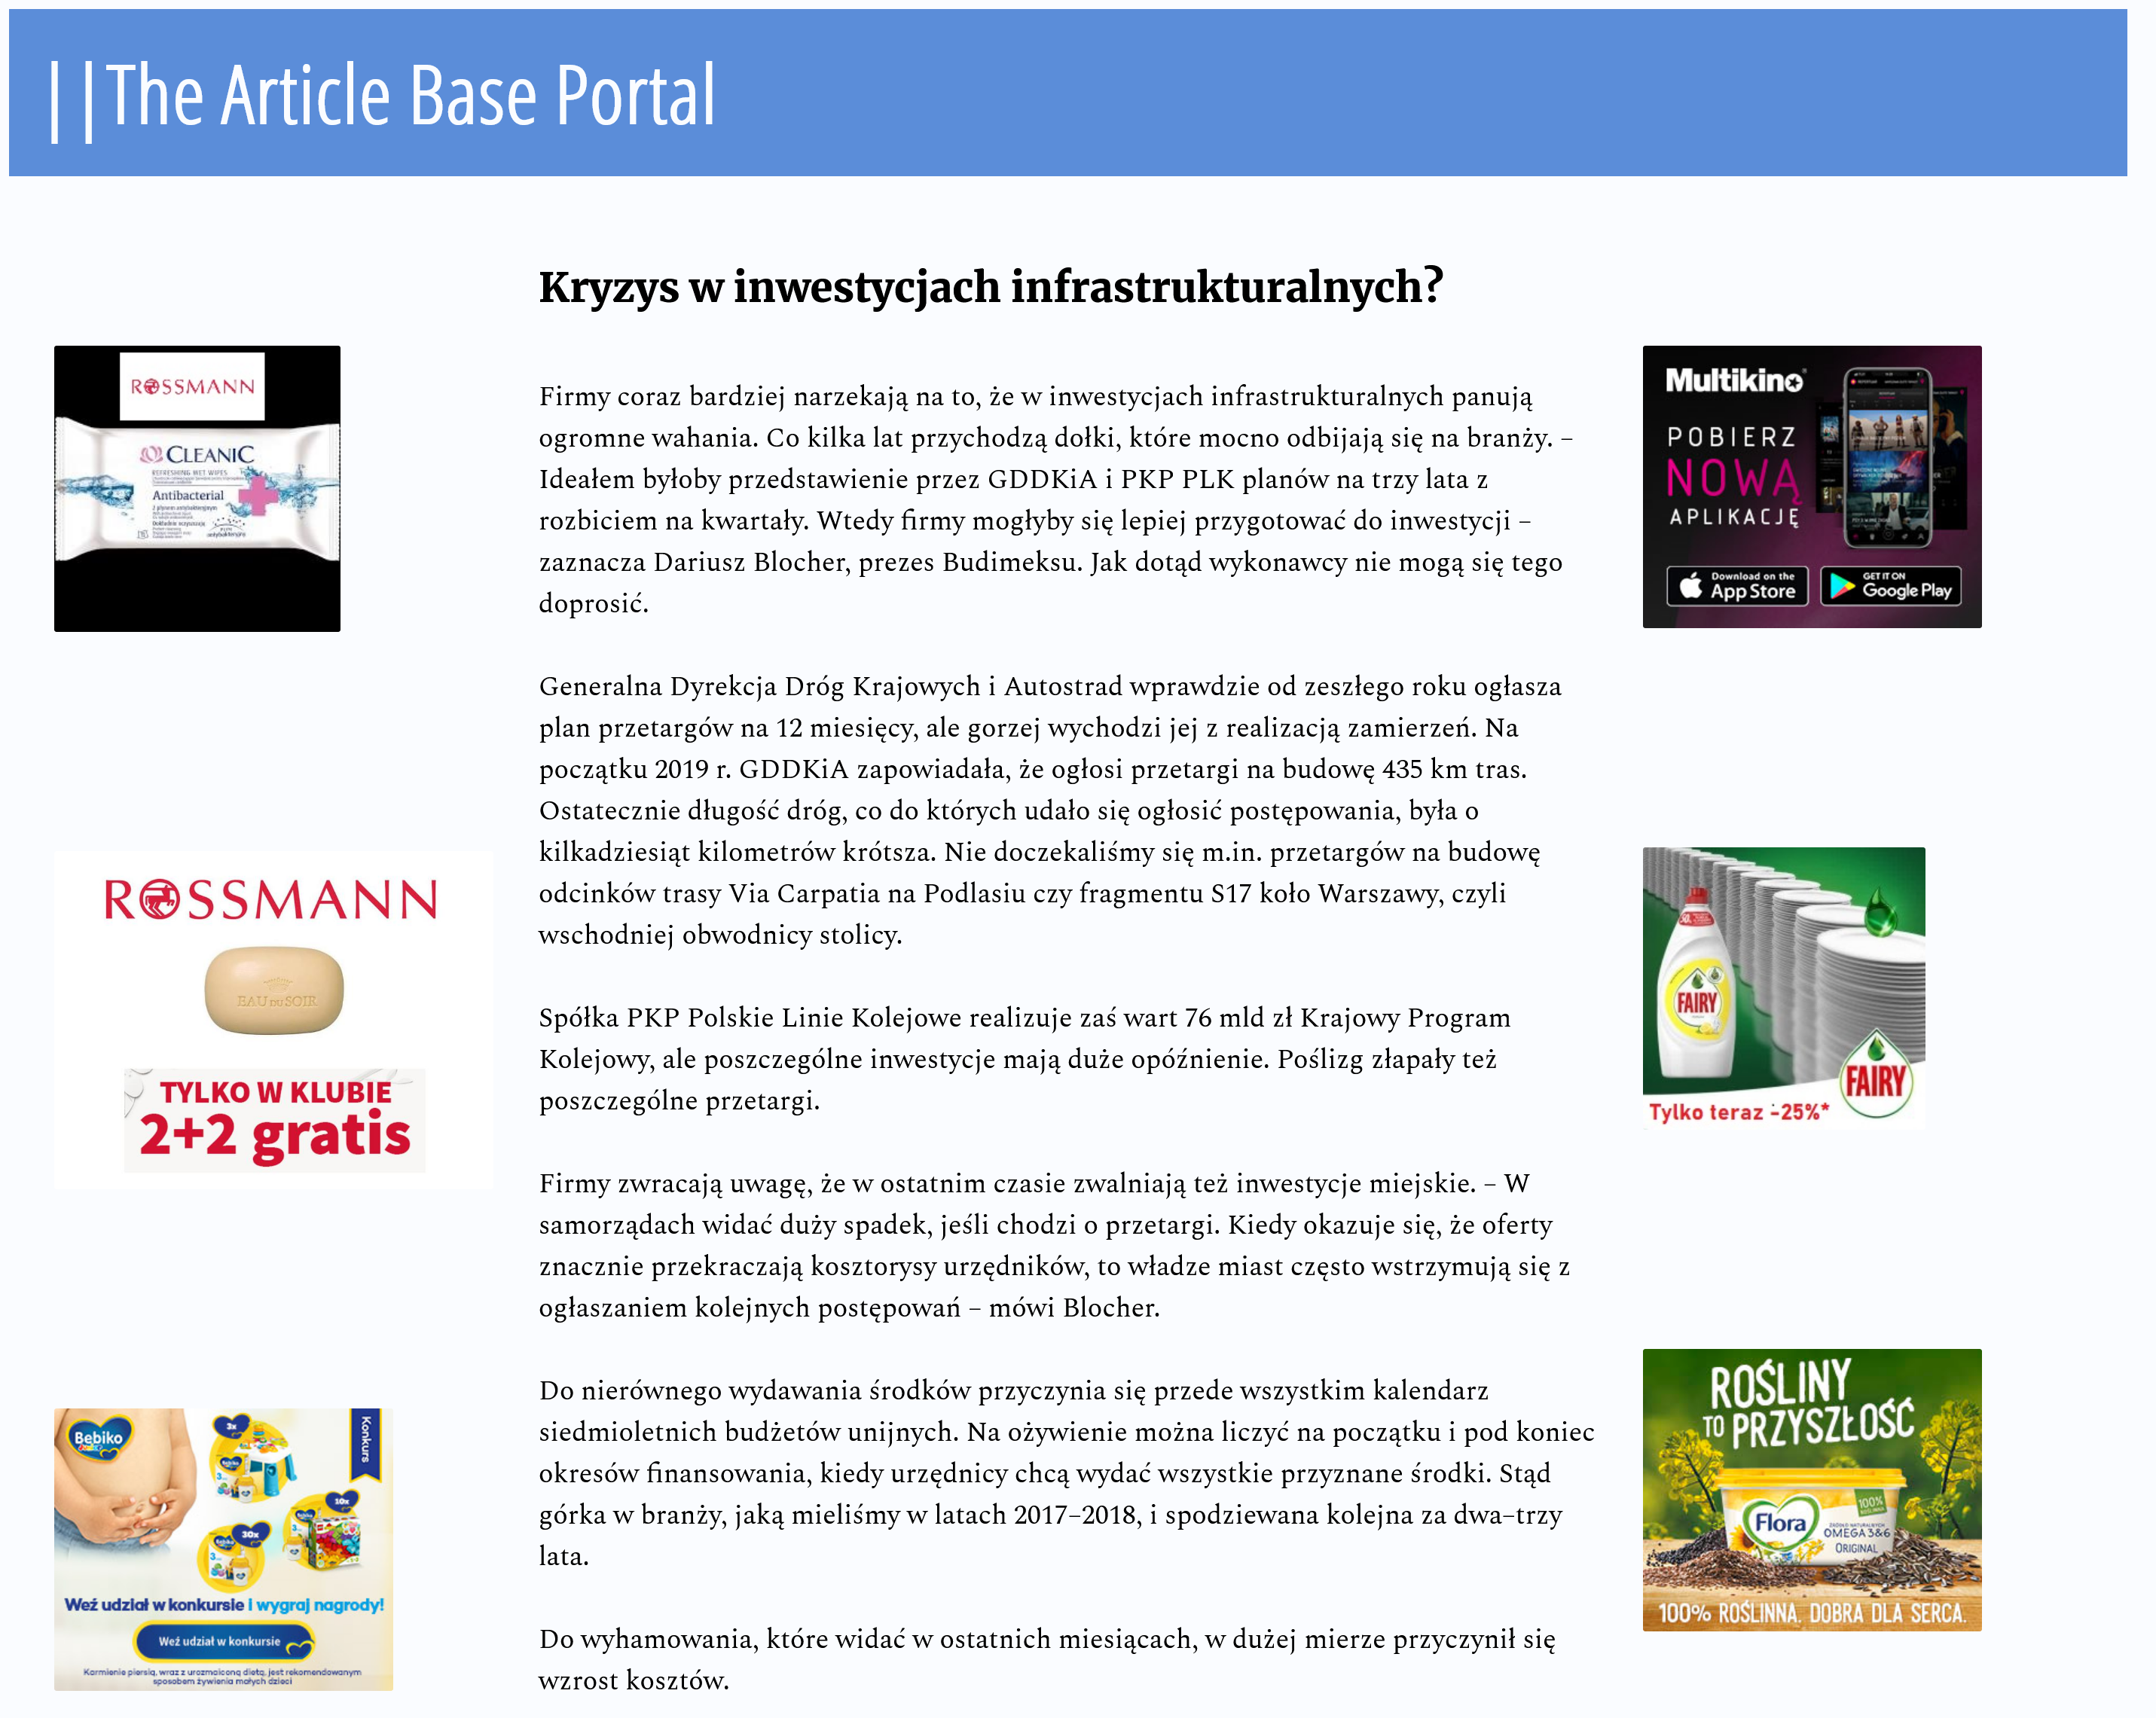 ||The Article Base Portal
Kryzys w inwestycjach infrastrukturalnych?
Firmy coraz bardziej narzekają na to, że w inwestycjach infrastrukturalnych panują
ogromne wahania. Co kilka lat przychodzą dołki, które mocno odbijają się na branży. –
Ideałem byłoby przedstawienie przez GDDKiA i PKP PLK planów na trzy lata z
rozbiciem na kwartały. Wtedy firmy mogłyby się lepiej przygotować do inwestycji –
zaznacza Dariusz Blocher, prezes Budimeksu. Jak dotąd wykonawcy nie mogą się tego
doprosić.
Generalna Dyrekcja Dróg Krajowych i Autostrad wprawdzie od zeszłego roku ogłasza
plan przetargów na 12 miesięcy, ale gorzej wychodzi jej z realizacją zamierzeń. Na
początku 2019 r. GDDKiA zapowiadała, że ogłosi przetargi na budowę 435 km tras.
Ostatecznie długość dróg, co do których udało się ogłosić postępowania, była o
kilkadziesiąt kilometrów krótsza. Nie doczekaliśmy się m.in. przetargów na budowę
odcinków trasy Via Carpatia na Podlasiu czy fragmentu S17 koło Warszawy, czyli
wschodniej obwodnicy stolicy.
Spółka PKP Polskie Linie Kolejowe realizuje zaś wart 76 mld zł Krajowy Program
Kolejowy, ale poszczególne inwestycje mają duże opóźnienie. Poślizg złapały też
poszczególne przetargi.
Firmy zwracają uwagę, że w ostatnim czasie zwalniają też inwestycje miejskie. – W
samorządach widać duży spadek, jeśli chodzi o przetargi. Kiedy okazuje się, że oferty
znacznie przekraczają kosztorysy urzędników, to władze miast często wstrzymują się z
ogłaszaniem kolejnych postępowań – mówi Blocher.
Do nierównego wydawania środków przyczynia się przede wszystkim kalendarz
siedmioletnich budżetów unijnych. Na ożywienie można liczyć na początku i pod koniec
okresów finansowania, kiedy urzędnicy chcą wydać wszystkie przyznane środki. Stąd
górka w branży, jaką mieliśmy w latach 2017–2018, i spodziewana kolejna za dwa–trzy
lata.
Do wyhamowania, które widać w ostatnich miesiącach, w dużej mierze przyczynił się
wzrost kosztów.
ROSSMANN
CLEANIC
REFRESHING WET WIPES
Antibacterial
ROSSMANN
EAU DU SOIR
TYLKO W KLUBIE
2+2 gratis
Bebiko
Konkurs
3x
10x
30x
Weź udział w konkursie i wygraj nagrody!
Weź udział w konkursie
Karmienie piersią, wraz z urozmaiconą dietą, jest rekomendowanym
sposobem żywienia małych dzieci
Multikino
POBIERZ
NOWĄ
APLIKACJĘ
Download on the
App Store
GET IT ON
Google Play
FAIRY
FAIRY
Tylko teraz -25%*
ROŚLINY
TO PRZYSZŁOŚĆ
100%
Flora
OMEGA 3&6
ORIGINAL
100% ROŚLINNA. DOBRA DLA SERCA.